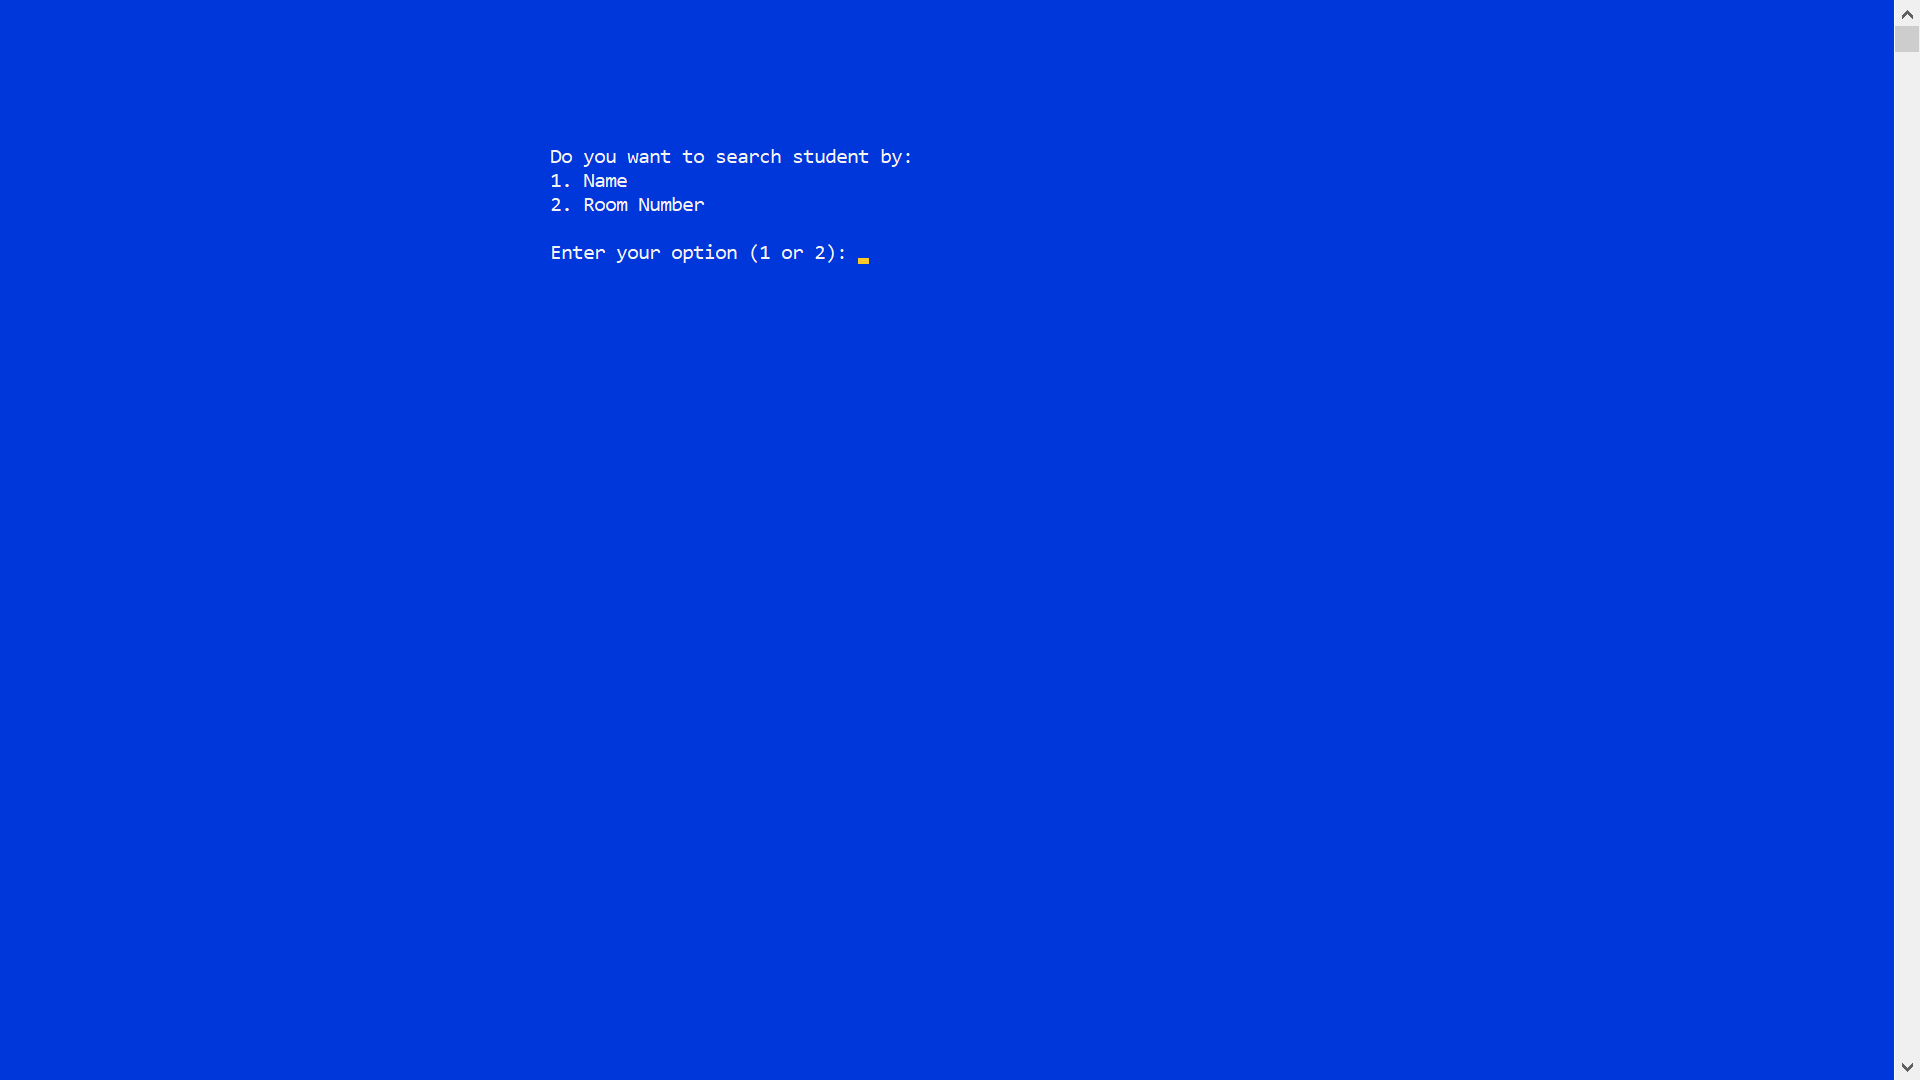 Do you want to search student by:
1. Name
2. Room Number
Enter your option (1 or 2):